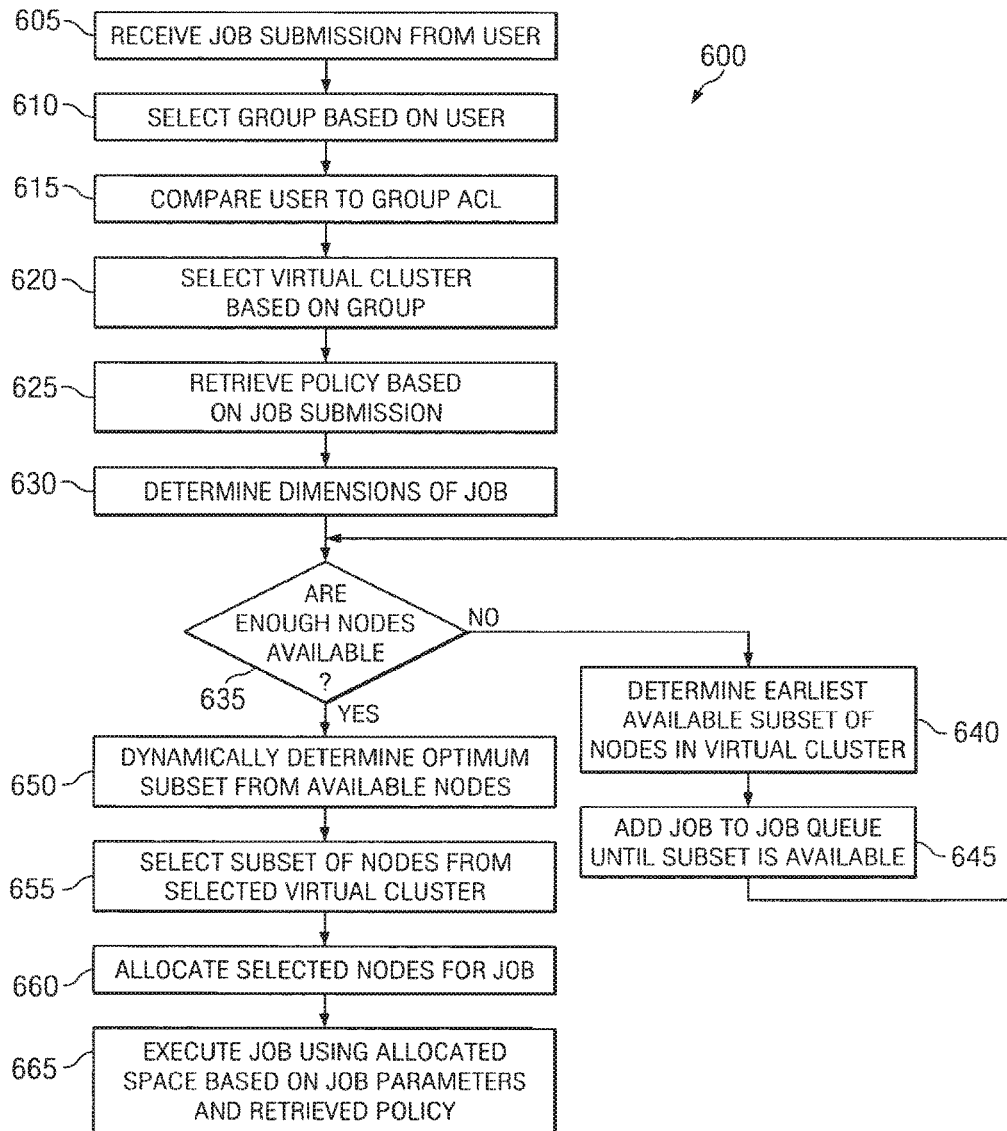 605
RECEIVE JOB SUBMISSION FROM USER
600
610
SELECT GROUP BASED ON USER
615
COMPARE USER TO GROUP ACL
620
SELECT VIRTUAL CLUSTER
BASED ON GROUP
625
RETRIEVE POLICY BASED
ON JOB SUBMISSION
630
DETERMINE DIMENSIONS OF JOB
ARE
ENOUGH NODES
AVAILABLE
?
635
NO
YES
DETERMINE EARLIEST
AVAILABLE SUBSET OF
NODES IN VIRTUAL CLUSTER
640
ADD JOB TO JOB QUEUE
UNTIL SUBSET IS AVAILABLE
645
650
DYNAMICALLY DETERMINE OPTIMUM
SUBSET FROM AVAILABLE NODES
655
SELECT SUBSET OF NODES FROM
SELECTED VIRTUAL CLUSTER
660
ALLOCATE SELECTED NODES FOR JOB
665
EXECUTE JOB USING ALLOCATED
SPACE BASED ON JOB PARAMETERS
AND RETRIEVED POLICY